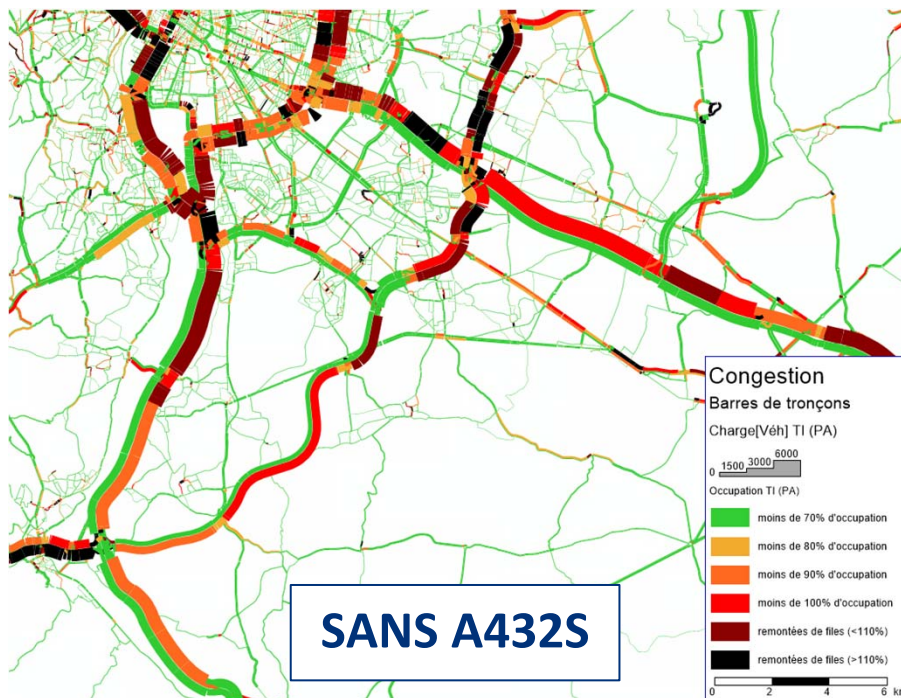 Congestion
Barres de tronçons
Charge[Véh] TI (PA)
0 1500 3000 6000
Occupation TI (PA)
moins de 70% d'occupation
moins de 80% d'occupation
moins de 90% d'occupation
moins de 100% d'occupation
remontées de files (<110%)
remontées de files (>110%)
0 2 4 6 km
SANS A432S